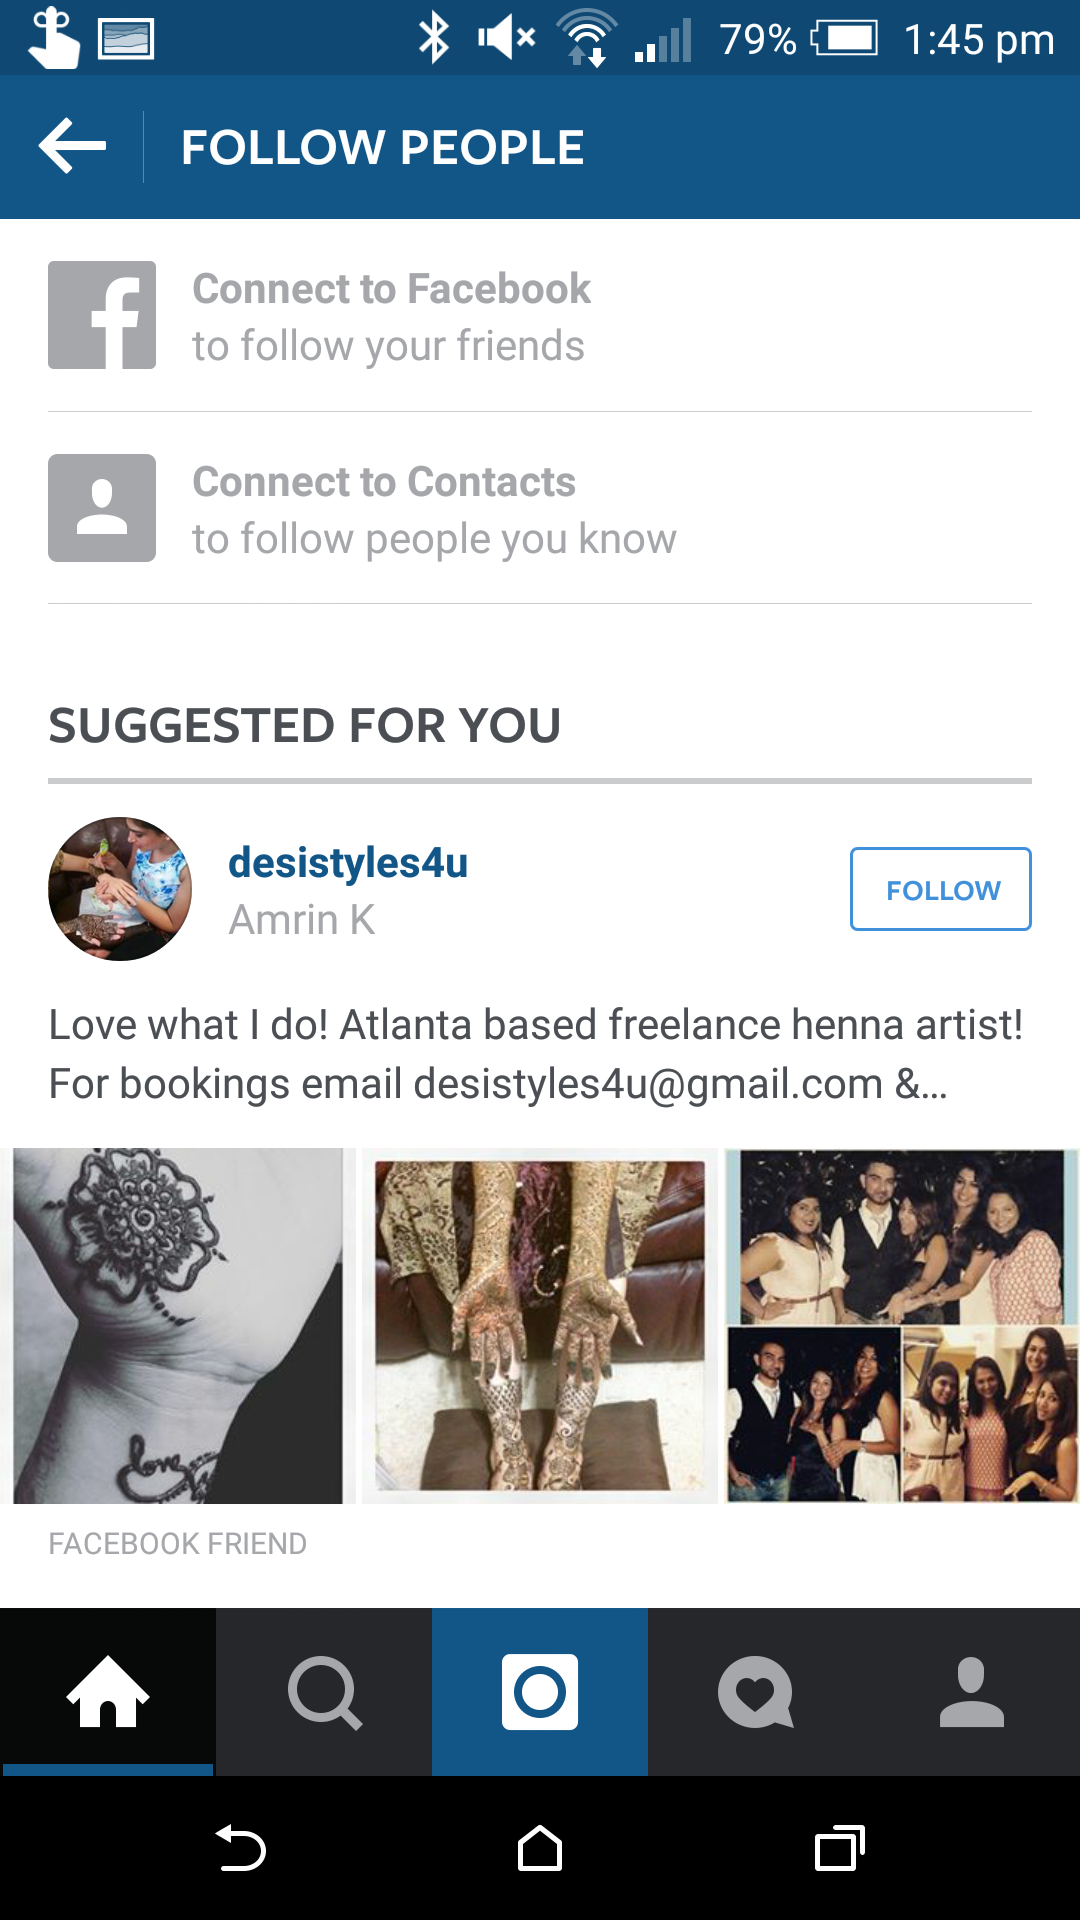 79% 1:45 pm
FOLLOW PEOPLE
Connect to Facebook
to follow your friends
Connect to Contacts
to follow people you know
SUGGESTED FOR YOU
desistyles4u
Amrin K
FOLLOW
Love what I do! Atlanta based freelance henna artist!
For bookings email desistyles4u@gmail.com &...
love
FACEBOOK FRIEND